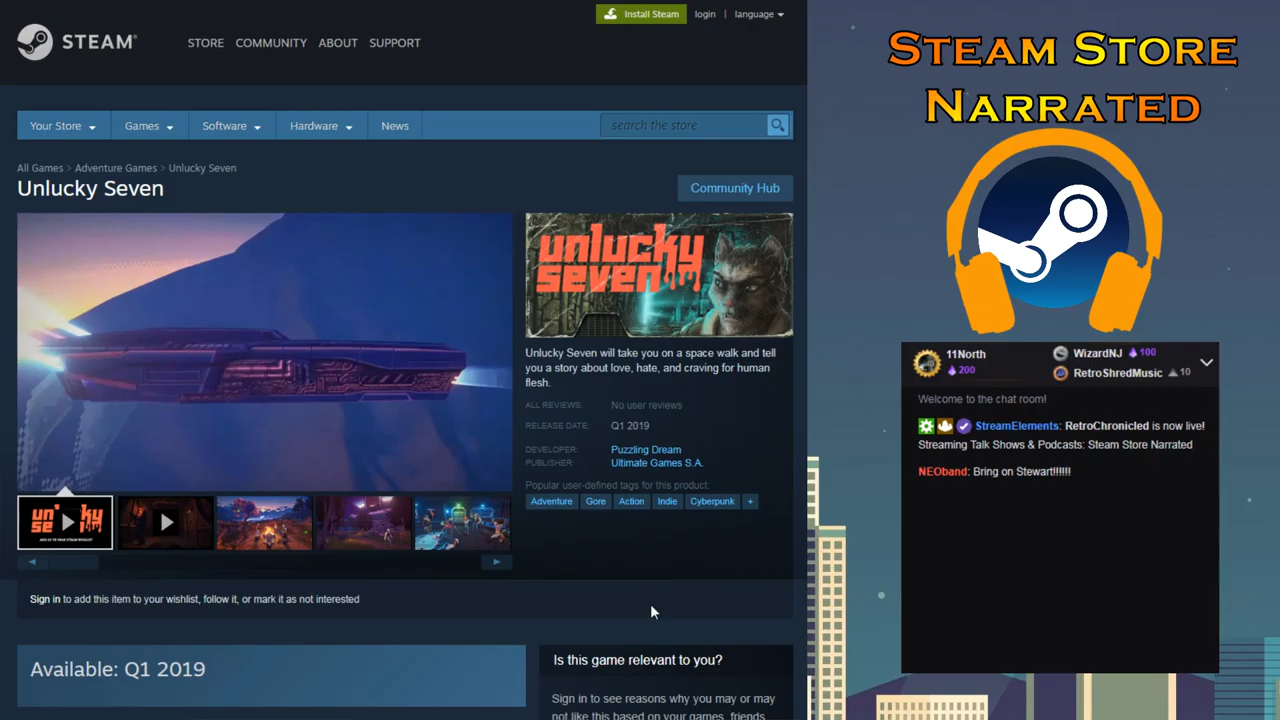 Install Steam login | language
STEAM®
STORE COMMUNITY ABOUT SUPPORT
Your Store Games Software Hardware News search the store
All Games > Adventure Games > Unlucky Seven
Unlucky Seven
Community Hub
unlucky
seven
Unlucky Seven will take you on a space walk and tell
you a story about love, hate, and craving for human
flesh.
ALL REVIEWS: No user reviews
RELEASE DATE: Q1 2019
DEVELOPER: Puzzling Dream
PUBLISHER: Ultimate Games S.A.
Popular user-defined tags for this product:
Adventure Gore Action Indie Cyberpunk +
Sign in to add this item to your wishlist, follow it, or mark it as not interested
Available: Q1 2019
Is this game relevant to you?
Sign in to see reasons why you may or may
not like this based on your games, friends,
STEAM STORE
NARRATED
11North
200
WizardNJ 100
RetroShredMusic 10
Welcome to the chat room!
StreamElements: RetroChronicled is now live!
Streaming Talk Shows & Podcasts: Steam Store Narrated
NEOband: Bring on Stewart!!!!!!